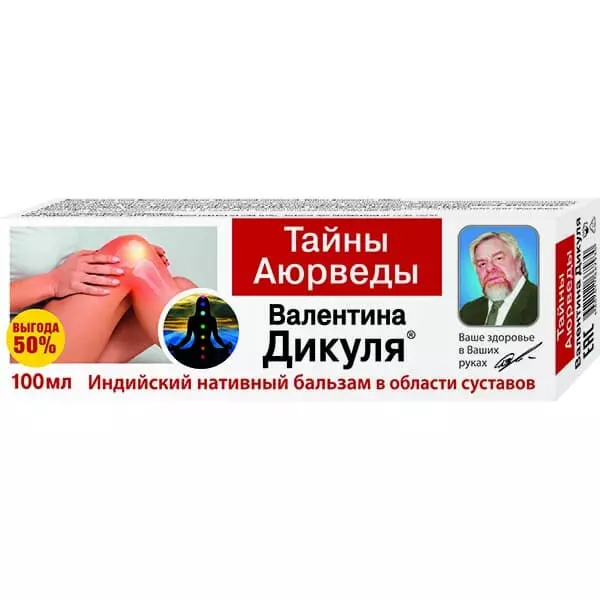 Тайны
Аюрведы
Валентина
Дикуля®
ВЫГОДА
50%
100мл Индийский нативный бальзам в области суставов
Ваше здоровье
в Ваших
руках
Тайны
Аюрведы
Валентина Дикуля
EAC